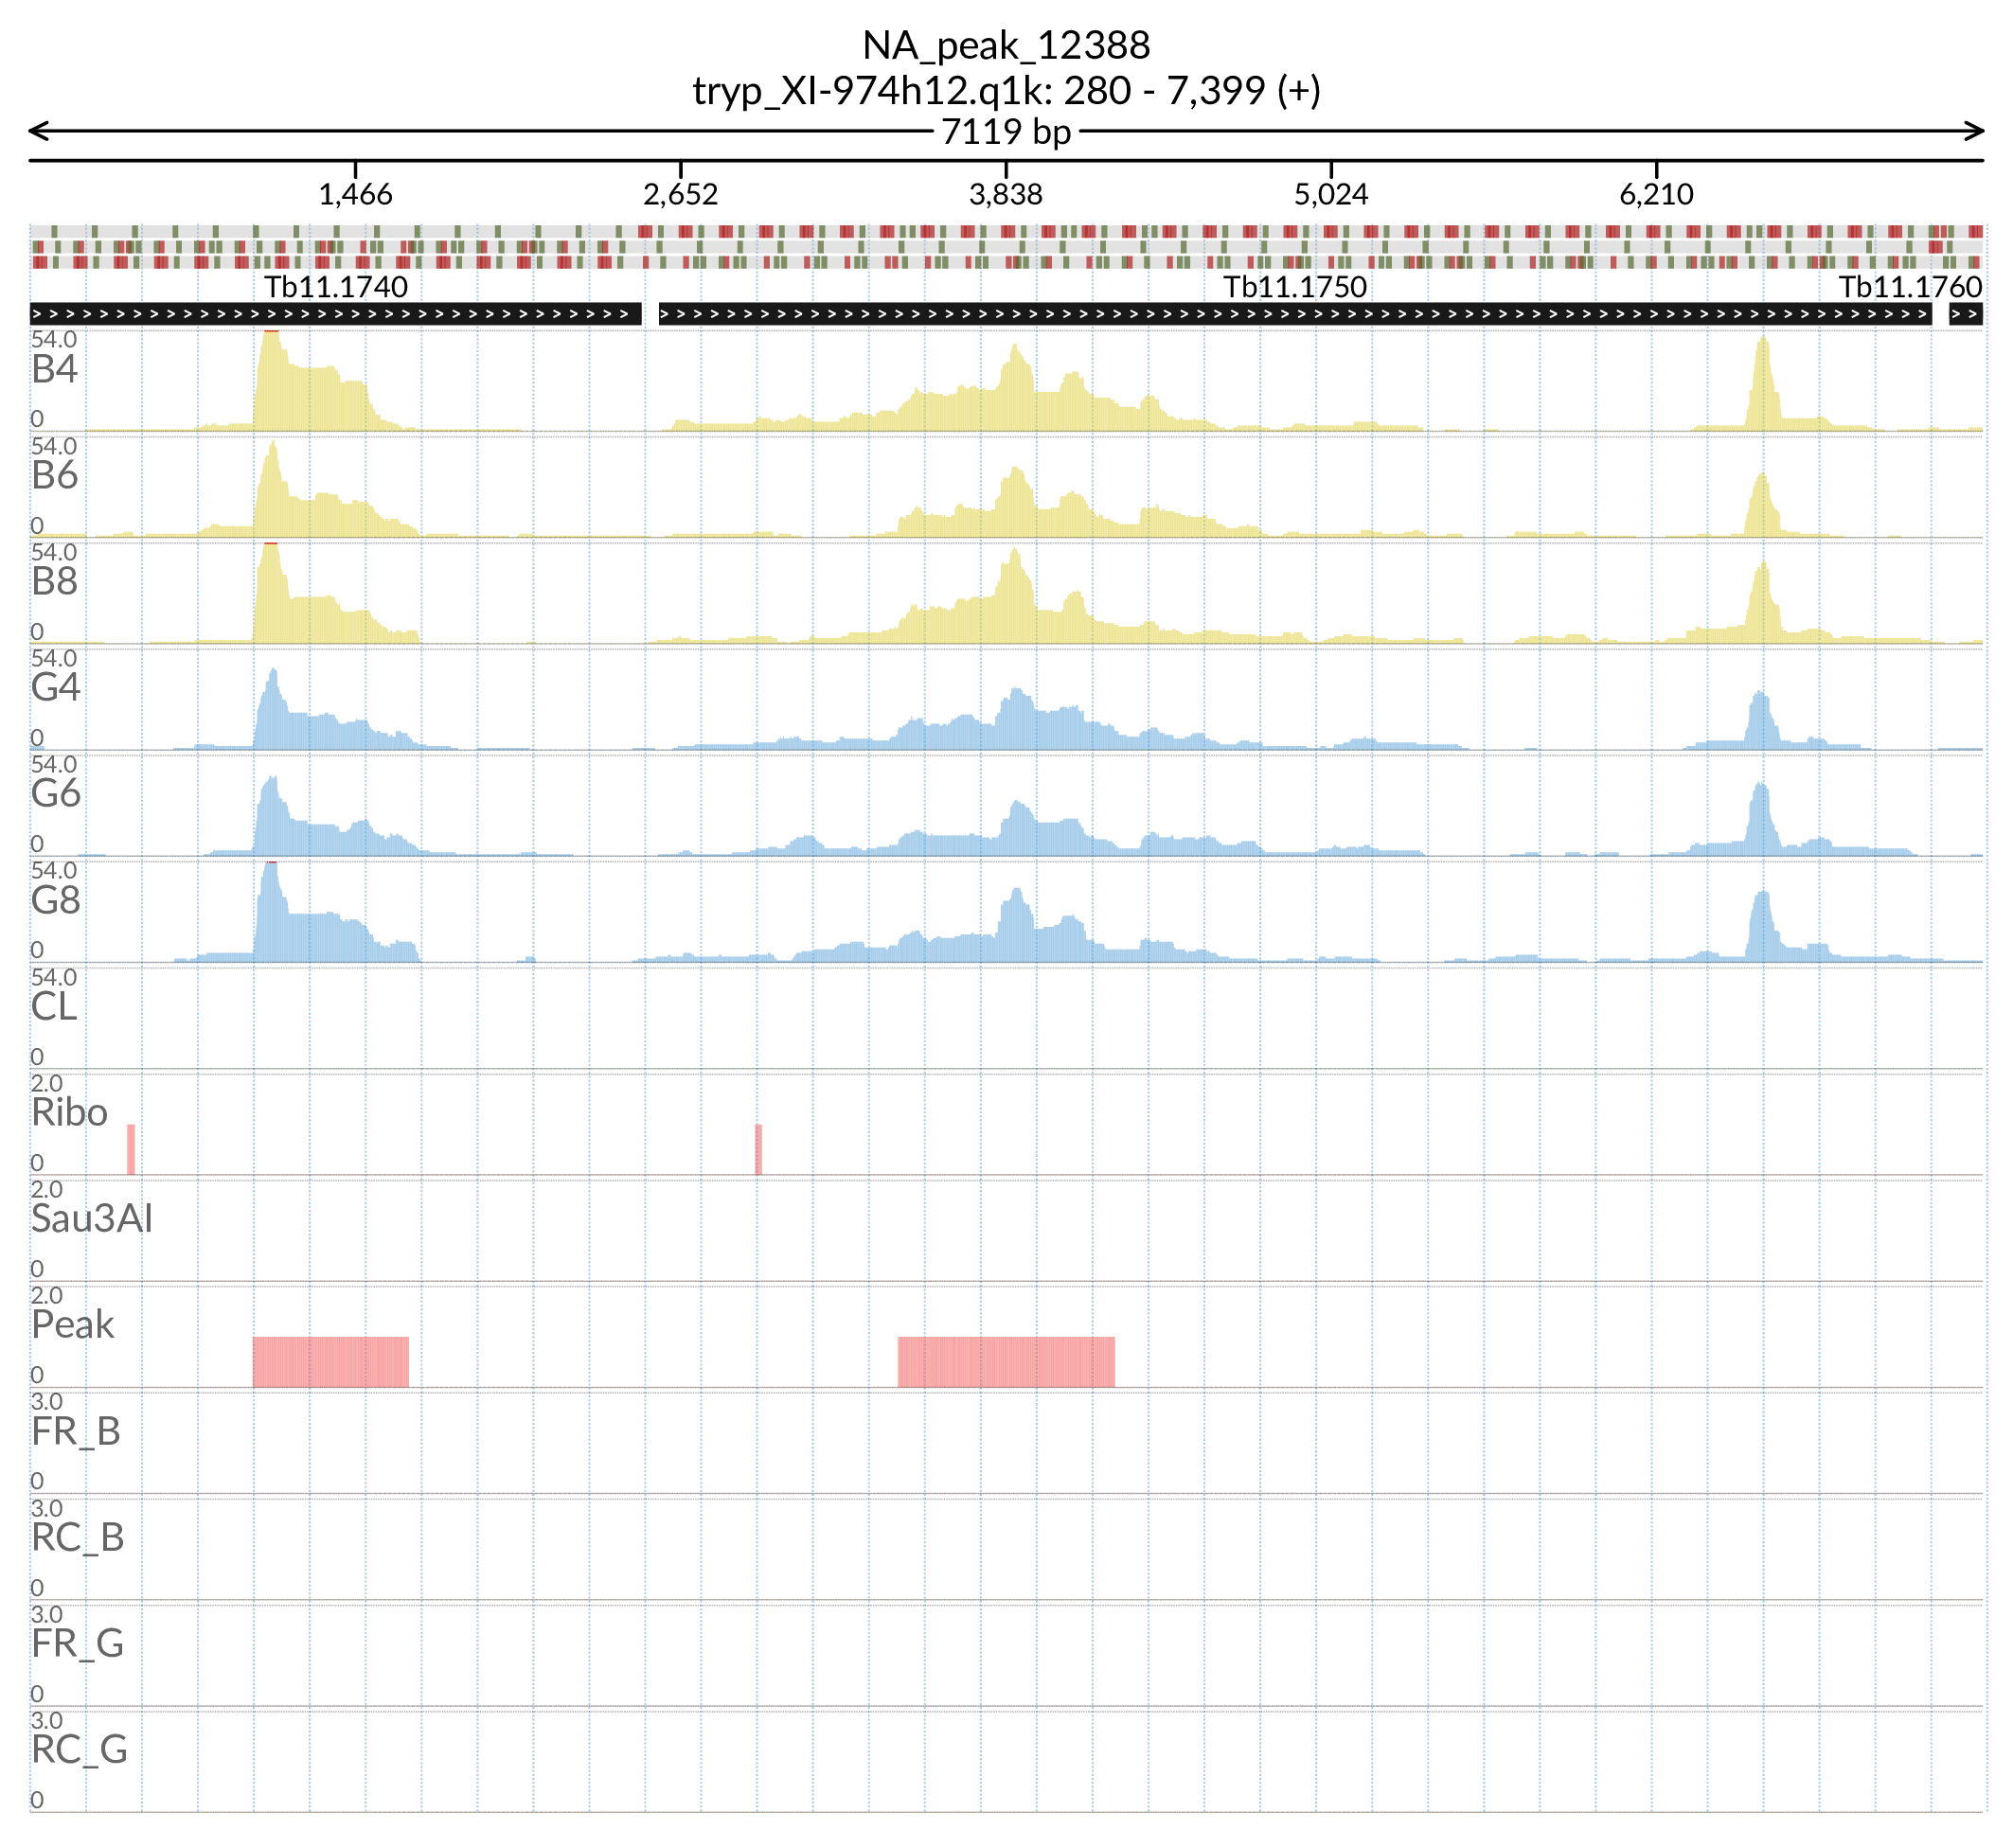 NA_peak_12388
tryp_XI-974h12.q1k: 280 - 7,399 (+)
7119 bp
1,466 2,652 3,838 5,024 6,210
Tb11.1740 Tb11.1750 Tb11.1760
54.0
B4
0
54.0
B6
0
54.0
B8
0
54.0
G4
0
54.0
G6
0
54.0
G8
0
54.0
CL
0
2.0
Ribo
0
2.0
Sau3AI
0
2.0
Peak
0
3.0
FR_B
0
3.0
RC_B
0
3.0
FR_G
0
3.0
RC_G
0